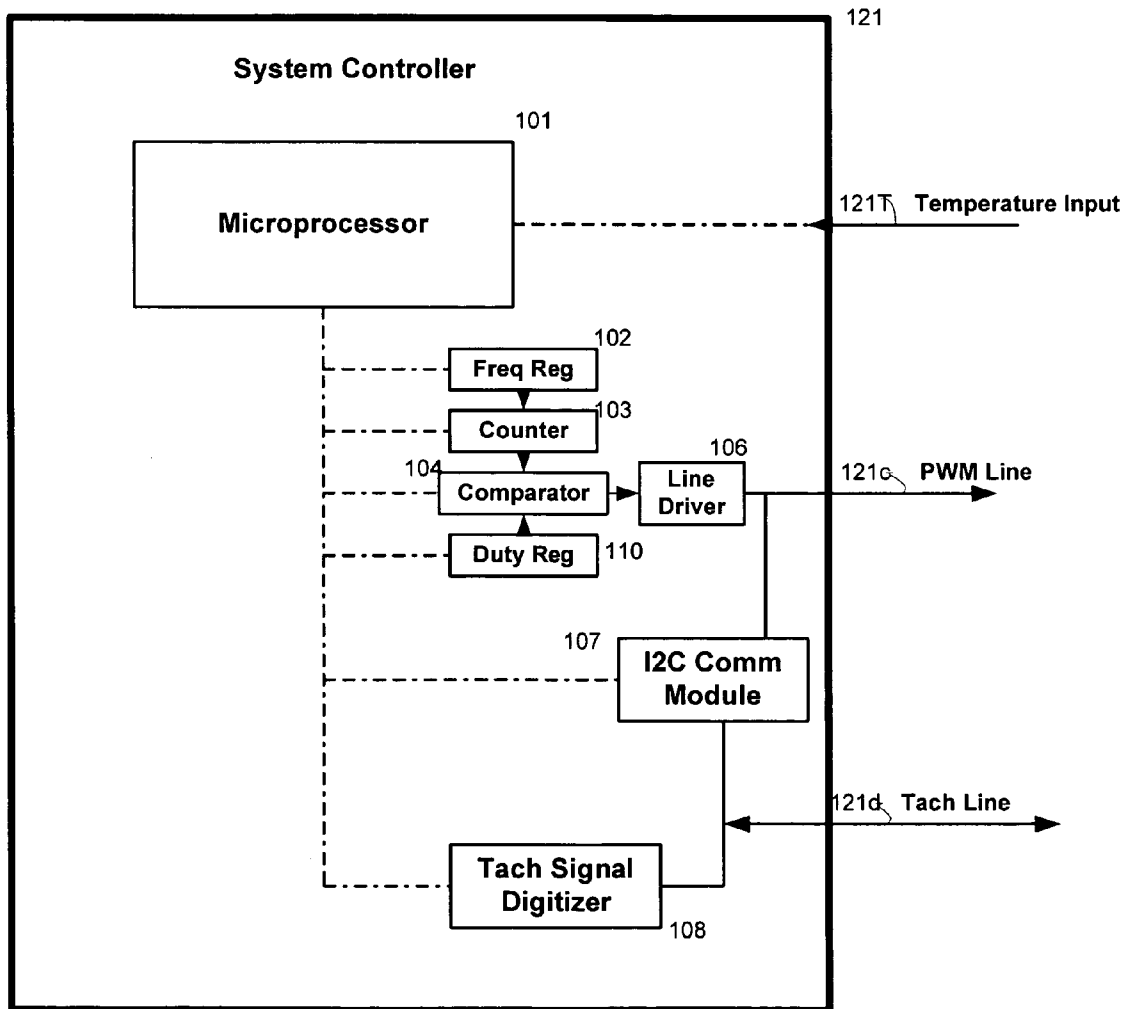 121
System Controller
101
Microprocessor
121T Temperature Input
102
Freq Reg
103
Counter
104
Comparator
106
Line
Driver
121c PWM Line
Duty Reg
110
107
I2C Comm
Module
121d Tach Line
Tach Signal
Digitizer
108